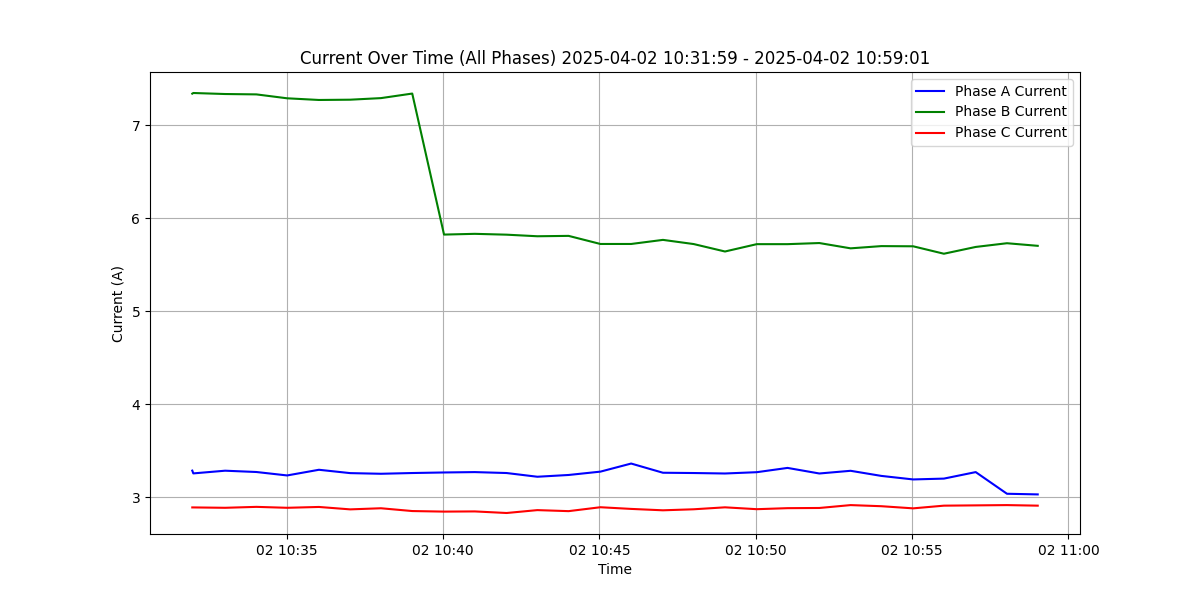 Current Over Time (All Phases) 2025-04-02 10:31:59 - 2025-04-02 10:59:01
Phase A Current
Phase B Current
Phase C Current
7
6
5
4
3
Current (A)
02 10:35
02 10:40
02 10:45
02 10:50
02 10:55
02 11:00
Time